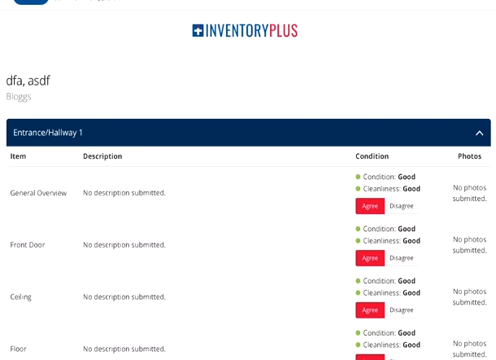 INVENTORYPLUS
dfa, asdf
Bloggs
Entrance/Hallway 1
Item Description Condition Photos
General Overview No description submitted. Condition: Good Cleanliness: Good Agree Disagree No photos submitted.
Front Door No description submitted. Condition: Good Cleanliness: Good Agree Disagree No photos submitted.
Ceiling No description submitted. Condition: Good Cleanliness: Good Agree Disagree No photos submitted.
Floor No description submitted. Condition: Good Cleanliness: Good Agree Disagree No photos submitted.